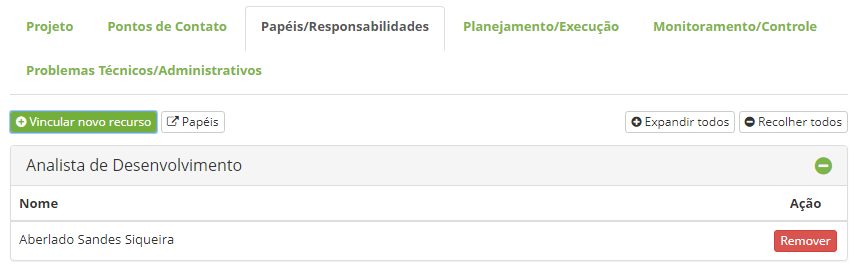 Projeto Pontos de Contato Papéis/Responsabilidades Planejamento/Execução Monitoramento/Controle
Problemas Técnicos/Administrativos
Vincular novo recurso Papéis Expandir todos Recolher todos
Analista de Desenvolvimento
Nome Ação
Aberlado Sandes Siqueira Remover